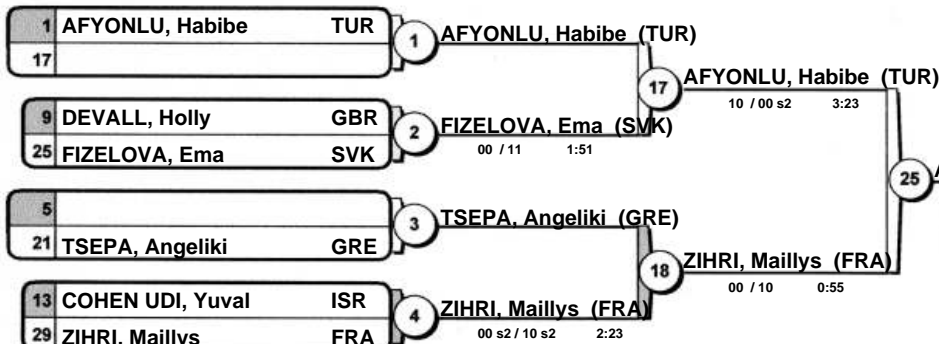 1 AFYONLU, Habibe TUR
17
1
AFYONLU, Habibe (TUR)
9 DEVALL, Holly GBR
25 FIZELOVA, Ema SVK
2
FIZELOVA, Ema (SVK)
00 / 11 1:51
17
AFYONLU, Habibe (TUR)
10 / 00 s2 3:23
5
21 TSEPA, Angeliki GRE
3
TSEPA, Angeliki (GRE)
13 COHEN UDI, Yuval ISR
29 ZIHRI, Maillys FRA
4
ZIHRI, Maillys (FRA)
00 s2 / 10 s2 2:23
18
ZIHRI, Maillys (FRA)
00 / 10 0:55
25